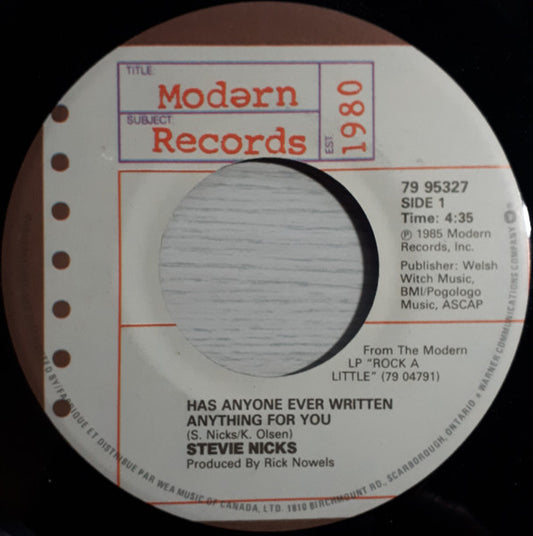 TITLE:
Modərn
SUBJECT
Records
EST. 1980
79 95327
SIDE 1
Time: 4:35
℗ 1985 Modern
Records, Inc.
Publisher: Welsh
Witch Music,
BMI/Pogologo
Music, ASCAP
From The Modern
LP "ROCK A
LITTLE" (79 04791)
HAS ANYONE EVER WRITTEN
ANYTHING FOR YOU
(S. Nicks/K. Olsen)
STEVIE NICKS
Produced By Rick Nowels
BY/FABRIQUE ET DISTRIBUE PAR WEA MUSIC OF CANADA, LTD. 1810 BIRCHMOUNT RD., SCARBOROUGH, ONTARIO. A WARNER COMMUNICATIONS COMPANY